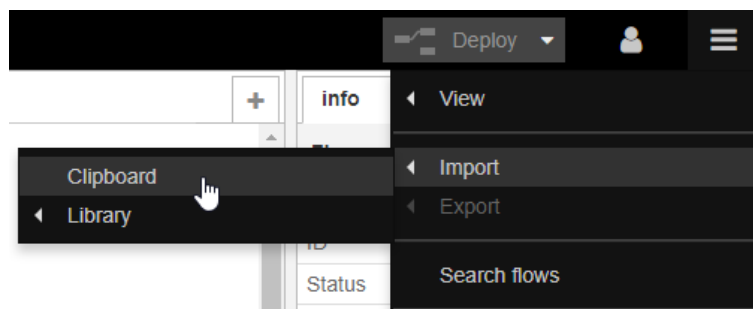 Deploy
info
View
Import
Clipboard
Export
Library
ID
Status
Search flows